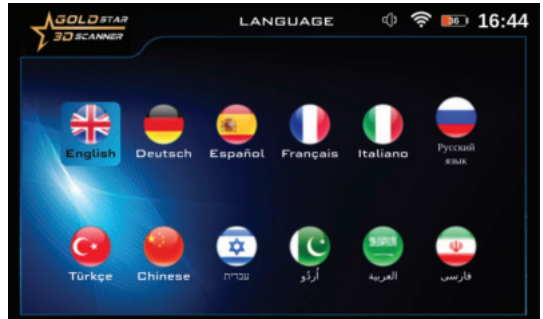 GOLD STAR
3D SCANNER
LANGUAGE
36
16:44
English
Deutsch
Español
Français
Italiano
Русский
язык
Türkçe
Chinese
עברית
اُردُو
العربية
فارسی